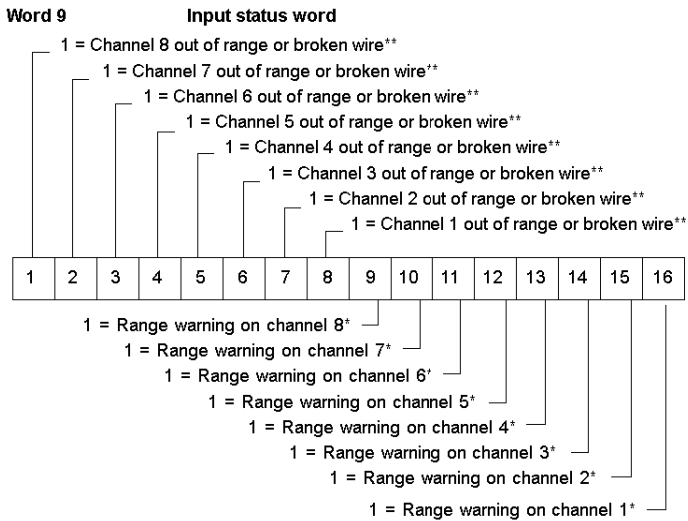 Word 9 Input status word
1 = Channel 8 out of range or broken wire**
1 = Channel 7 out of range or broken wire**
1 = Channel 6 out of range or broken wire**
1 = Channel 5 out of range or broken wire**
1 = Channel 4 out of range or broken wire**
1 = Channel 3 out of range or broken wire**
1 = Channel 2 out of range or broken wire**
1 = Channel 1 out of range or broken wire**
1 2 3 4 5 6 7 8 9 10 11 12 13 14 15 16
1 = Range warning on channel 8*
1 = Range warning on channel 7*
1 = Range warning on channel 6*
1 = Range warning on channel 5*
1 = Range warning on channel 4*
1 = Range warning on channel 3*
1 = Range warning on channel 2*
1 = Range warning on channel 1*